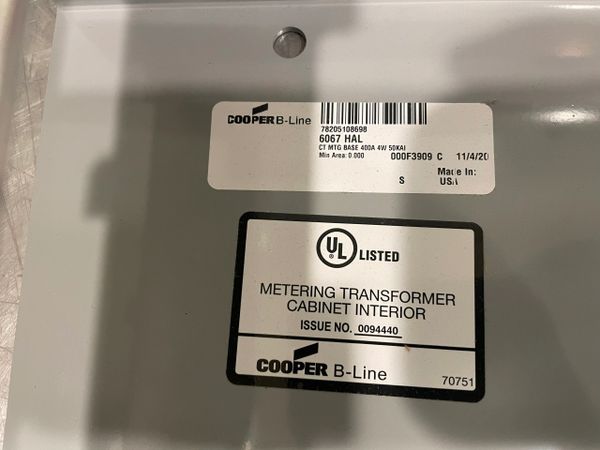 COOPER B-Line
78205108698
6067 HAL
CT MTG BASE 400A 4W 50KAI
Min Area: 0.000
000F3909 C 11/4/20
S
Made In:
USA
UL
®
LISTED
METERING TRANSFORMER
CABINET INTERIOR
ISSUE NO. 0094440
COOPER B-Line
70751